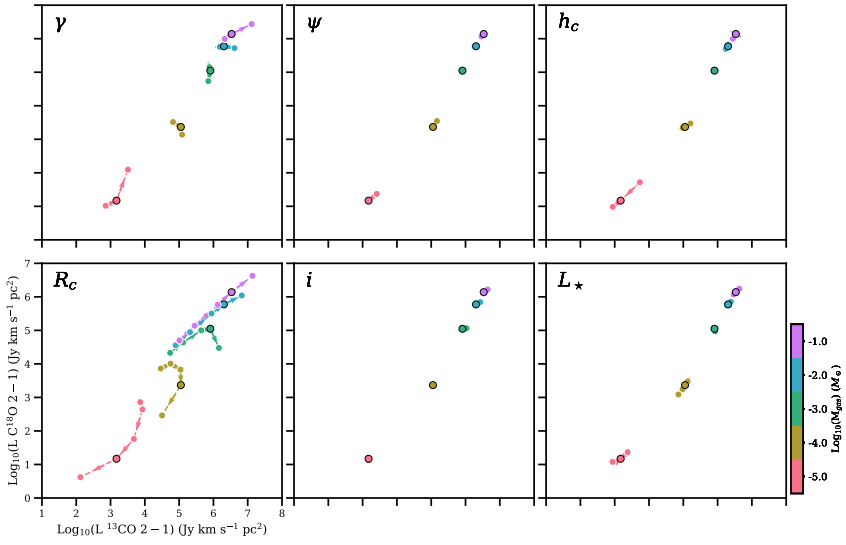 γ
ψ
h_c
R_c
i
L_★
7
6
5
4
3
2
1
0
Log₁₀(L C¹⁸O 2−1) (Jy km s⁻¹ pc²)
1 2 3 4 5 6 7 8
Log₁₀(L ¹³CO 2−1) (Jy km s⁻¹ pc²)
-1.0
-2.0
-3.0
-4.0
-5.0
Log₁₀(M_gas) (M_⊙)